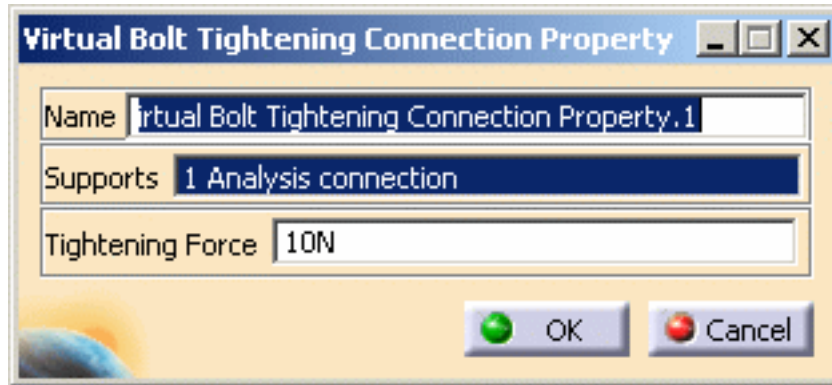 Virtual Bolt Tightening Connection Property
Name irtual Bolt Tightening Connection Property.1
Supports 1 Analysis connection
Tightening Force 10N
OK Cancel